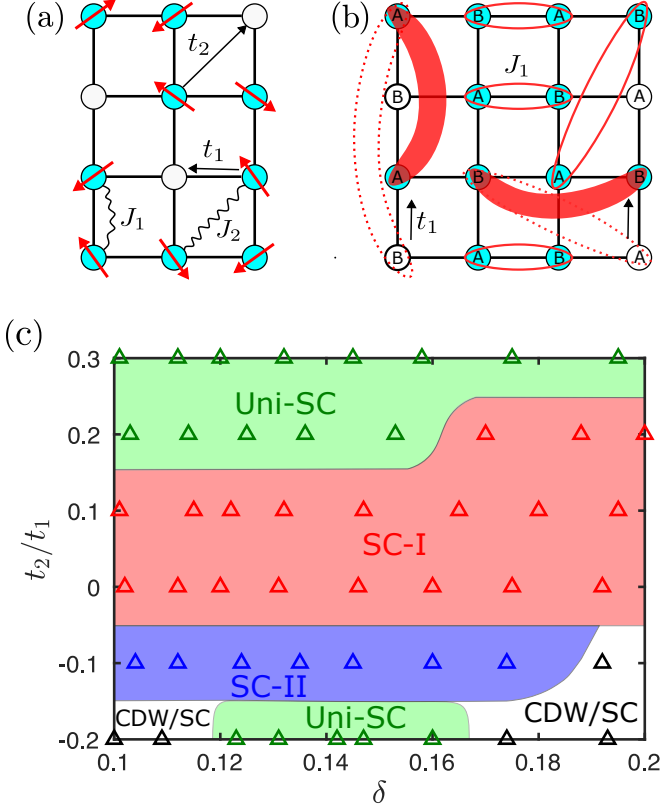 (a)
t₂
t₁
J₁
J₂
(b)
A B A B
J₁
B A B A
A B A B
t₁
B A B A
(c)
t₂/t₁
0.3
0.2
0.1
0
-0.1
-0.2
Uni-SC
SC-I
SC-II
CDW/SC
Uni-SC
CDW/SC
0.1 0.12 0.14 0.16 0.18 0.2
δ